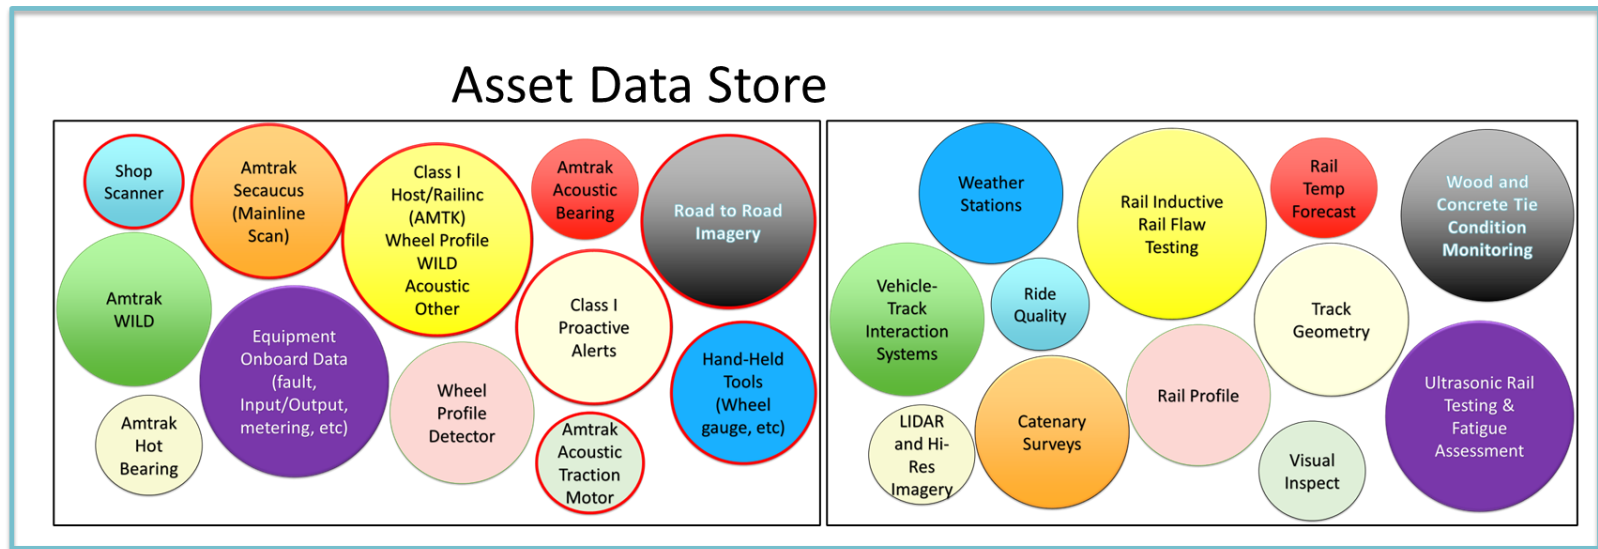 Asset Data Store
Shop
Scanner
Amtrak
Secaucus
(Mainline
Scan)
Class I
Host/Railinc
(AMTK)
Wheel Profile
WILD
Acoustic
Other
Amtrak
Acoustic
Bearing
Road to Road
Imagery
Amtrak
WILD
Equipment
Onboard Data
(fault,
Input/Output,
metering, etc)
Class I
Proactive
Alerts
Hand-Held
Tools
(Wheel
gauge, etc)
Wheel
Profile
Detector
Amtrak
Hot
Bearing
Amtrak
Acoustic
Traction
Motor
Weather
Stations
Rail Inductive
Rail Flaw
Testing
Rail
Temp
Forecast
Wood and
Concrete Tie
Condition
Monitoring
Vehicle-
Track
Interaction
Systems
Ride
Quality
Track
Geometry
Rail Profile
Ultrasonic Rail
Testing &
Fatigue
Assessment
LIDAR
and Hi-
Res
Imagery
Catenary
Surveys
Visual
Inspect